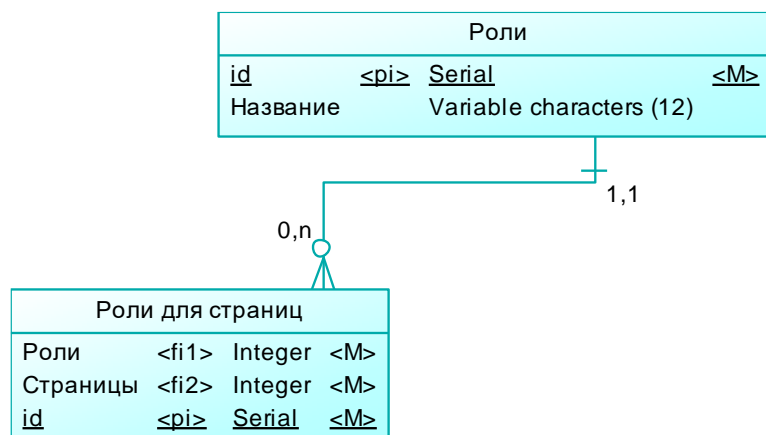 Роли
id <pi> Serial <M>
Название Variable characters (12)
1,1
0,n
Роли для страниц
Роли <fi1> Integer <M>
Страницы <fi2> Integer <M>
id <pi> Serial <M>